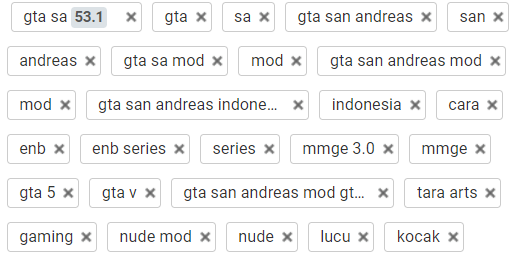 gta sa 53.1 × gta × sa × gta san andreas × san ×
andreas × gta sa mod × mod × gta san andreas mod ×
mod × gta san andreas indone... × indonesia × cara ×
enb × enb series × series × mmge 3.0 × mmge ×
gta 5 × gta v × gta san andreas mod gt... × tara arts ×
gaming × nude mod × nude × lucu × kocak ×